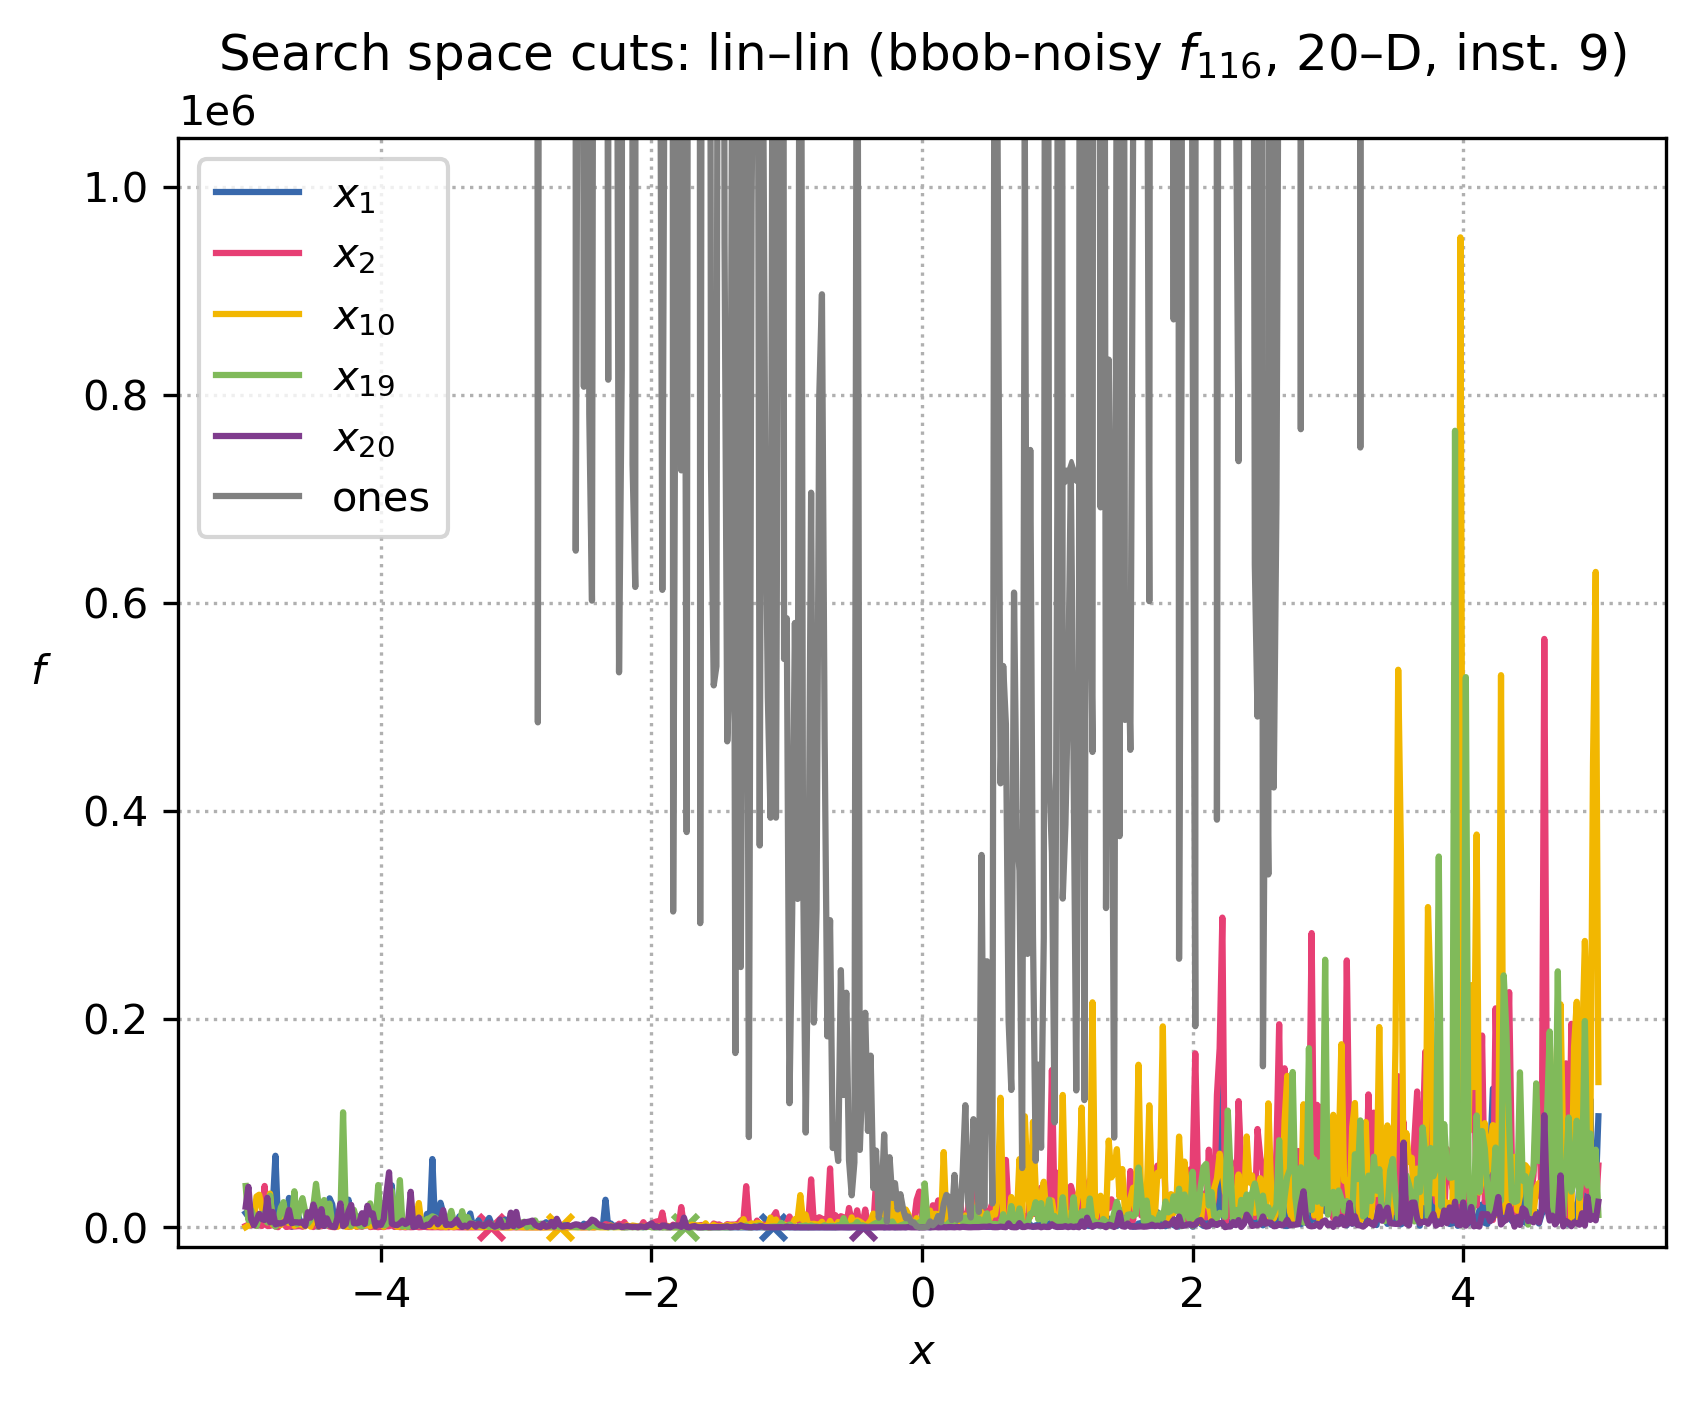 Search space cuts: lin–lin (bbob-noisy f₁₁₆, 20–D, inst. 9)
1e6
1.0
0.8
0.6
0.4
0.2
0.0
f
x₁
x₂
x₁₀
x₁₉
x₂₀
ones
−4 −2 0 2 4
x